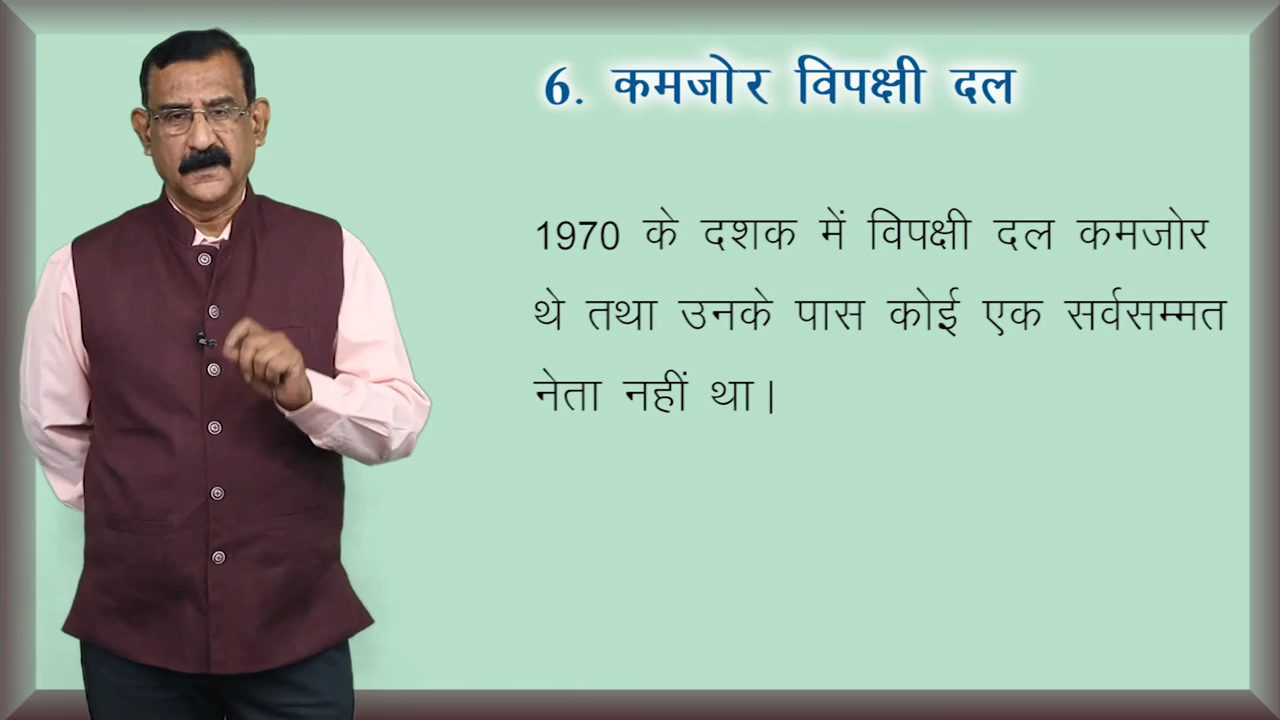 6. कमजोर विपक्षी दल
1970 के दशक में विपक्षी दल कमजोर
थे तथा उनके पास कोई एक सर्वसम्मत
नेता नहीं था।